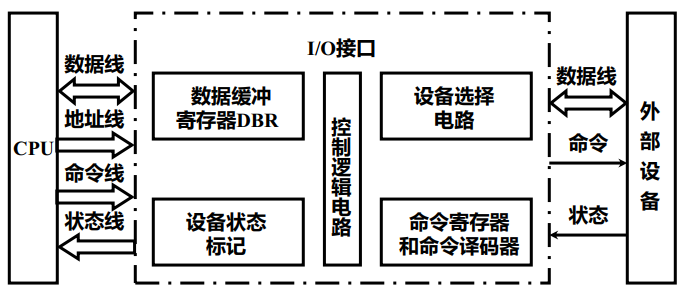 I/O接口
CPU
数据线
地址线
命令线
状态线
数据缓冲
寄存器DBR
设备状态
标记
控制逻辑电路
设备选择
电路
命令寄存器
和命令译码器
数据线
命令
状态
外部设备